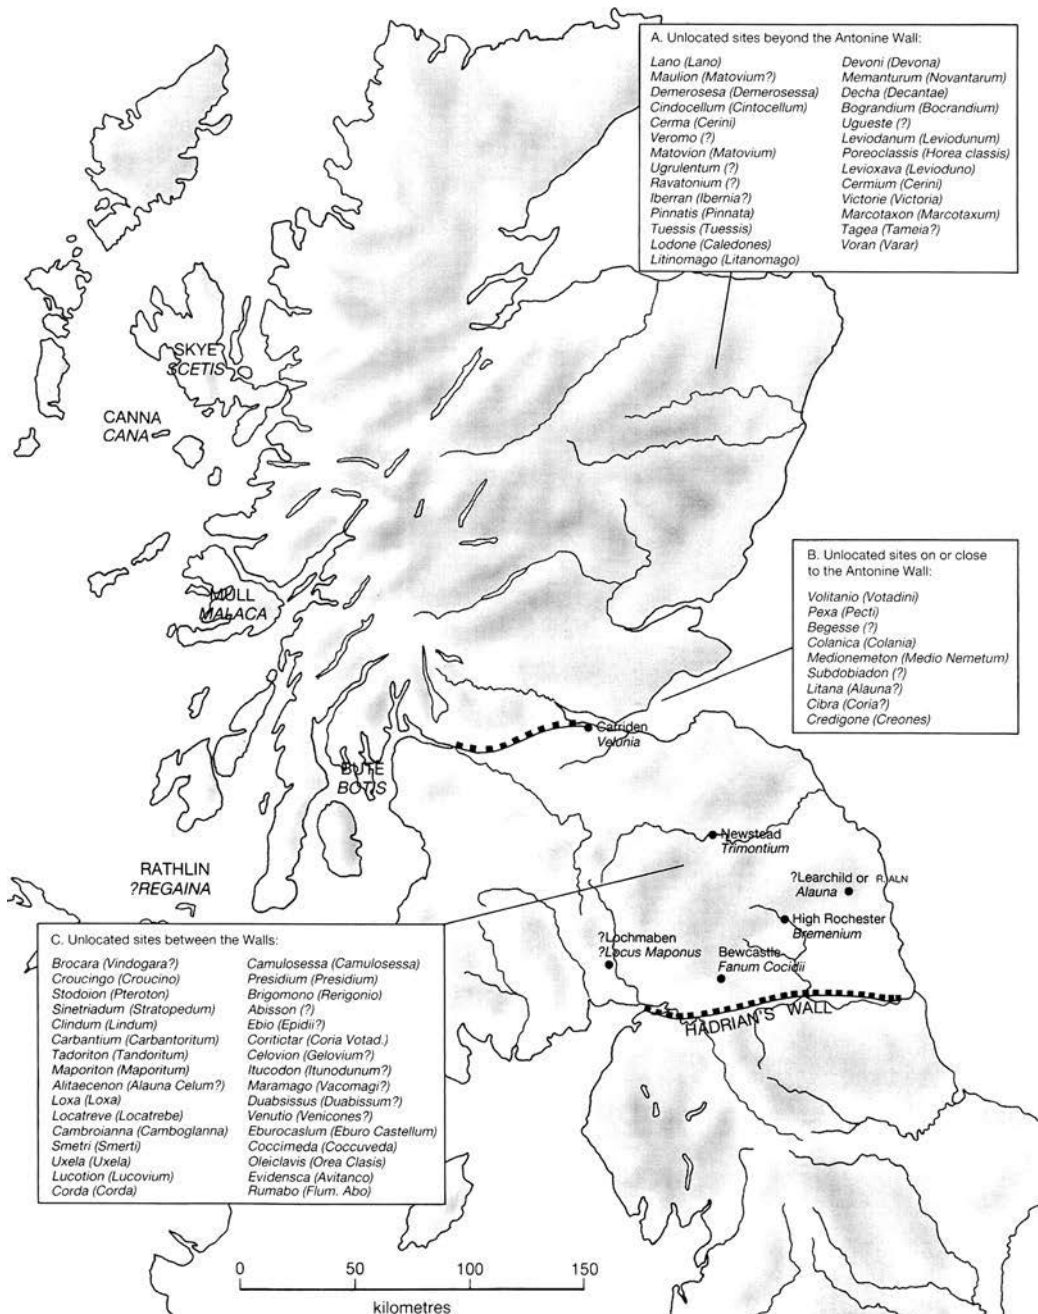 A. Unlocated sites beyond the Antonine Wall:
Lano (Lano)
Maulion (Matovium?)
Demerosesa (Demerosessa)
Cindocellum (Cintocellum)
Cerma (Cerini)
Veromo (?)
Matovion (Matovium)
Ugrulentum (?)
Ravatonium (?)
Iberran (Ibernia?)
Pinnatis (Pinnata)
Tuessis (Tuessis)
Lodone (Caledones)
Litinomago (Litanomago)
Devoni (Devona)
Memanturum (Novantarum)
Decha (Decantae)
Bograndium (Bocrandium)
Ugueste (?)
Leviodanum (Leviodunum)
Poreoclassis (Horea classis)
Levioxava (Levioduno)
Cermium (Cerini)
Victorie (Victoria)
Marcotaxon (Marcotaxum)
Tagea (Tameia?)
Voran (Varar)
SKYE
SCETIS
CANNA
CANA
B. Unlocated sites on or close
to the Antonine Wall:
Volitanio (Votadini)
Pexa (Pecti)
Begesse (?)
Colanica (Colania)
Medionemeton (Medio Nemetum)
Subdobiadon (?)
Litana (Alauna?)
Cibra (Coria?)
Credigone (Creones)
MULL
MALACA
Carriden
Velunia
BUTE
BOTIS
Newstead
Trimontium
RATHLIN
?REGAINA
?Learchild or R. ALN
Alauna
High Rochester
Bremenium
?Lochmaben
?Locus Maponus
Bewcastle
Fanum Cocidii
HADRIAN'S WALL
C. Unlocated sites between the Walls:
Brocara (Vindogara?)
Croucingo (Croucino)
Stodoion (Pteroton)
Sinetriadum (Stratopedum)
Clindum (Lindum)
Carbantium (Carbantoritum)
Tadoriton (Tandoritum)
Maporiton (Maporitum)
Alitaecenon (Alauna Celum?)
Loxa (Loxa)
Locatreve (Locatrebe)
Cambroianna (Camboglanna)
Smetri (Smerti)
Uxela (Uxela)
Lucotion (Lucovium)
Corda (Corda)
Camulosessa (Camulosessa)
Presidium (Presidium)
Brigomono (Rerigonio)
Abisson (?)
Ebio (Epidii?)
Coritictar (Coria Votad.)
Celovion (Gelovium?)
Itucodon (Itunodunum?)
Maramago (Vacomagi?)
Duabsissus (Duabissum?)
Venutio (Venicones?)
Eburocaslum (Eburo Castellum)
Coccimeda (Coccuveda)
Oleiclavis (Orea Clasis)
Evidensca (Avitanco)
Rumabo (Flum. Abo)
0 50 100 150
kilometres